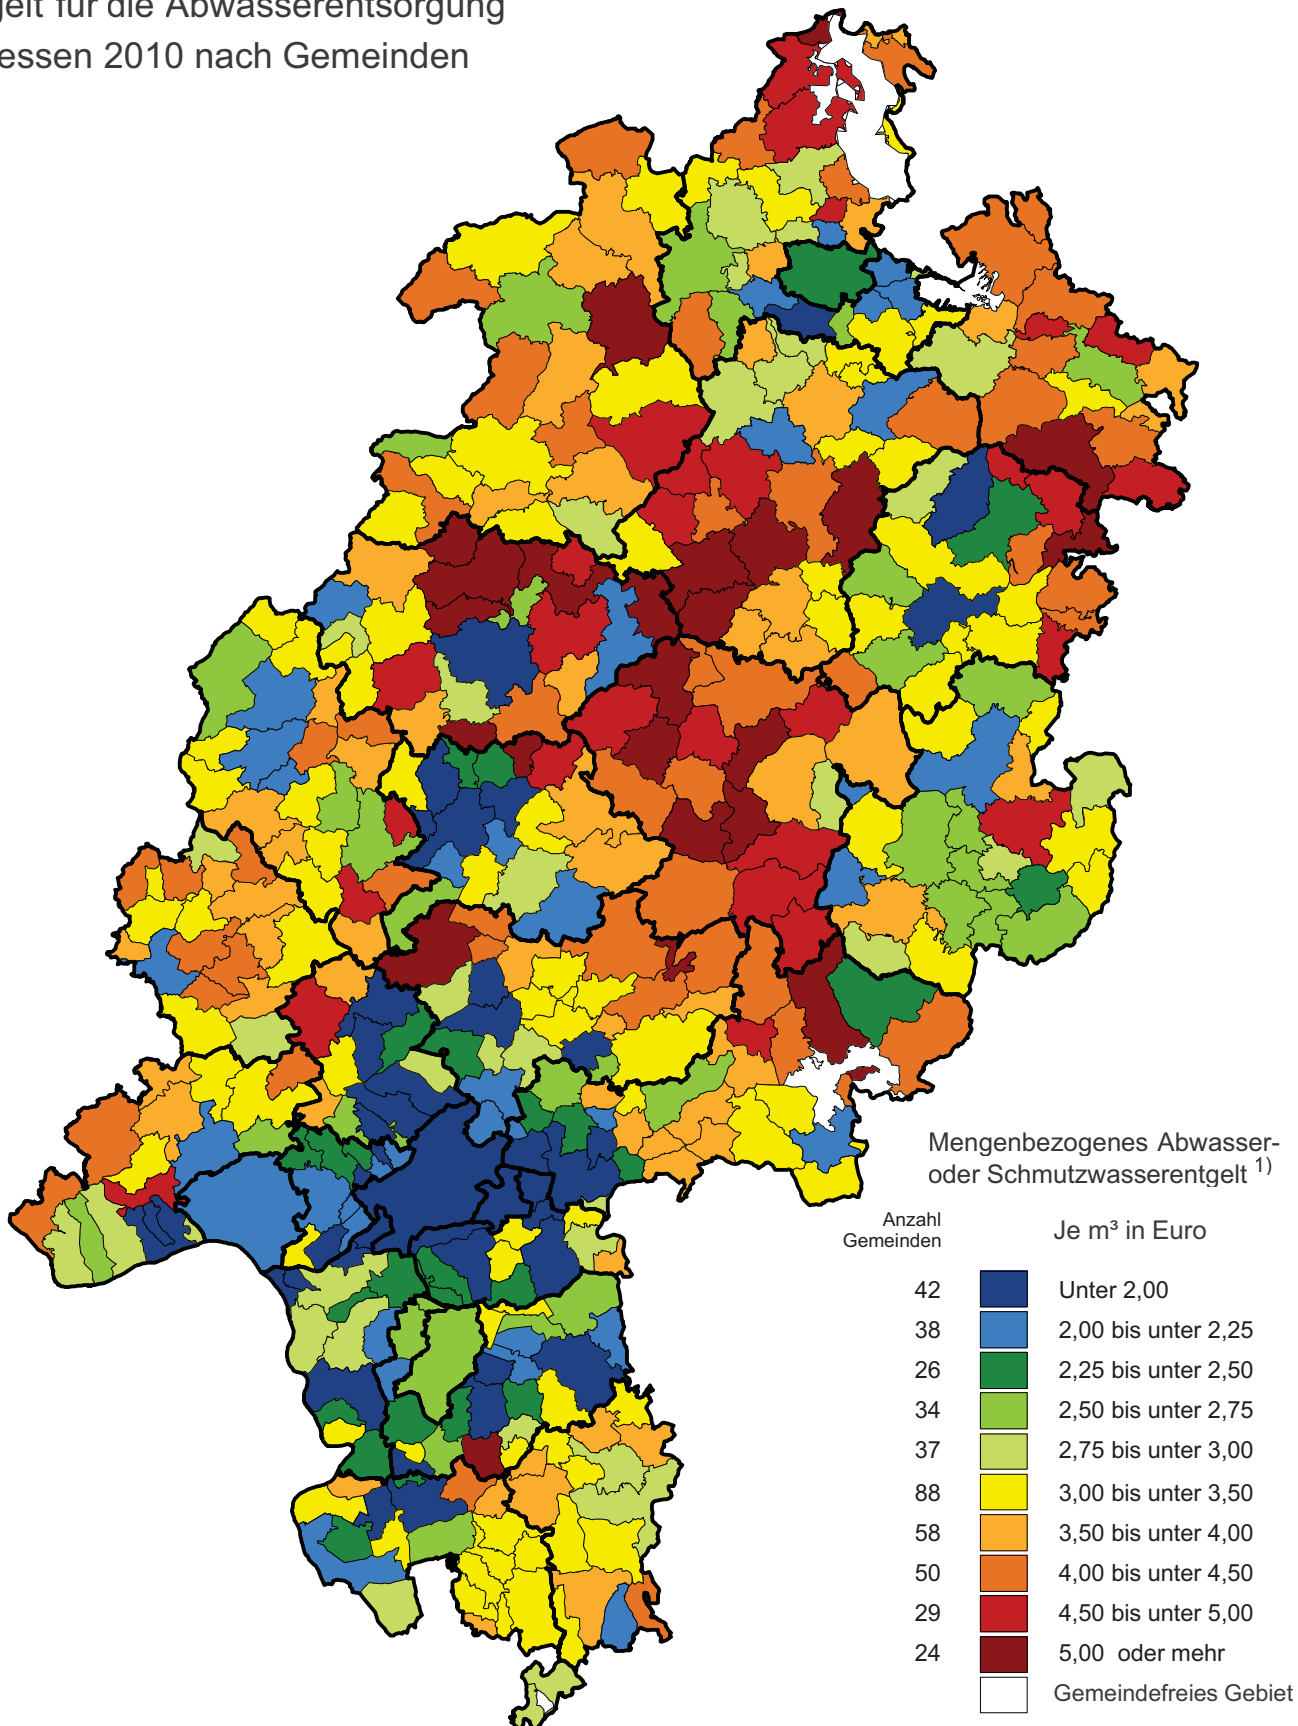 gelt für die Abwasserentsorgung
essen 2010 nach Gemeinden
Mengenbezogenes Abwasser-
oder Schmutzwasserentgelt 1)
Anzahl
Gemeinden
Je m³ in Euro
42 Unter 2,00
38 2,00 bis unter 2,25
26 2,25 bis unter 2,50
34 2,50 bis unter 2,75
37 2,75 bis unter 3,00
88 3,00 bis unter 3,50
58 3,50 bis unter 4,00
50 4,00 bis unter 4,50
29 4,50 bis unter 5,00
24 5,00 oder mehr
Gemeindefreies Gebiet